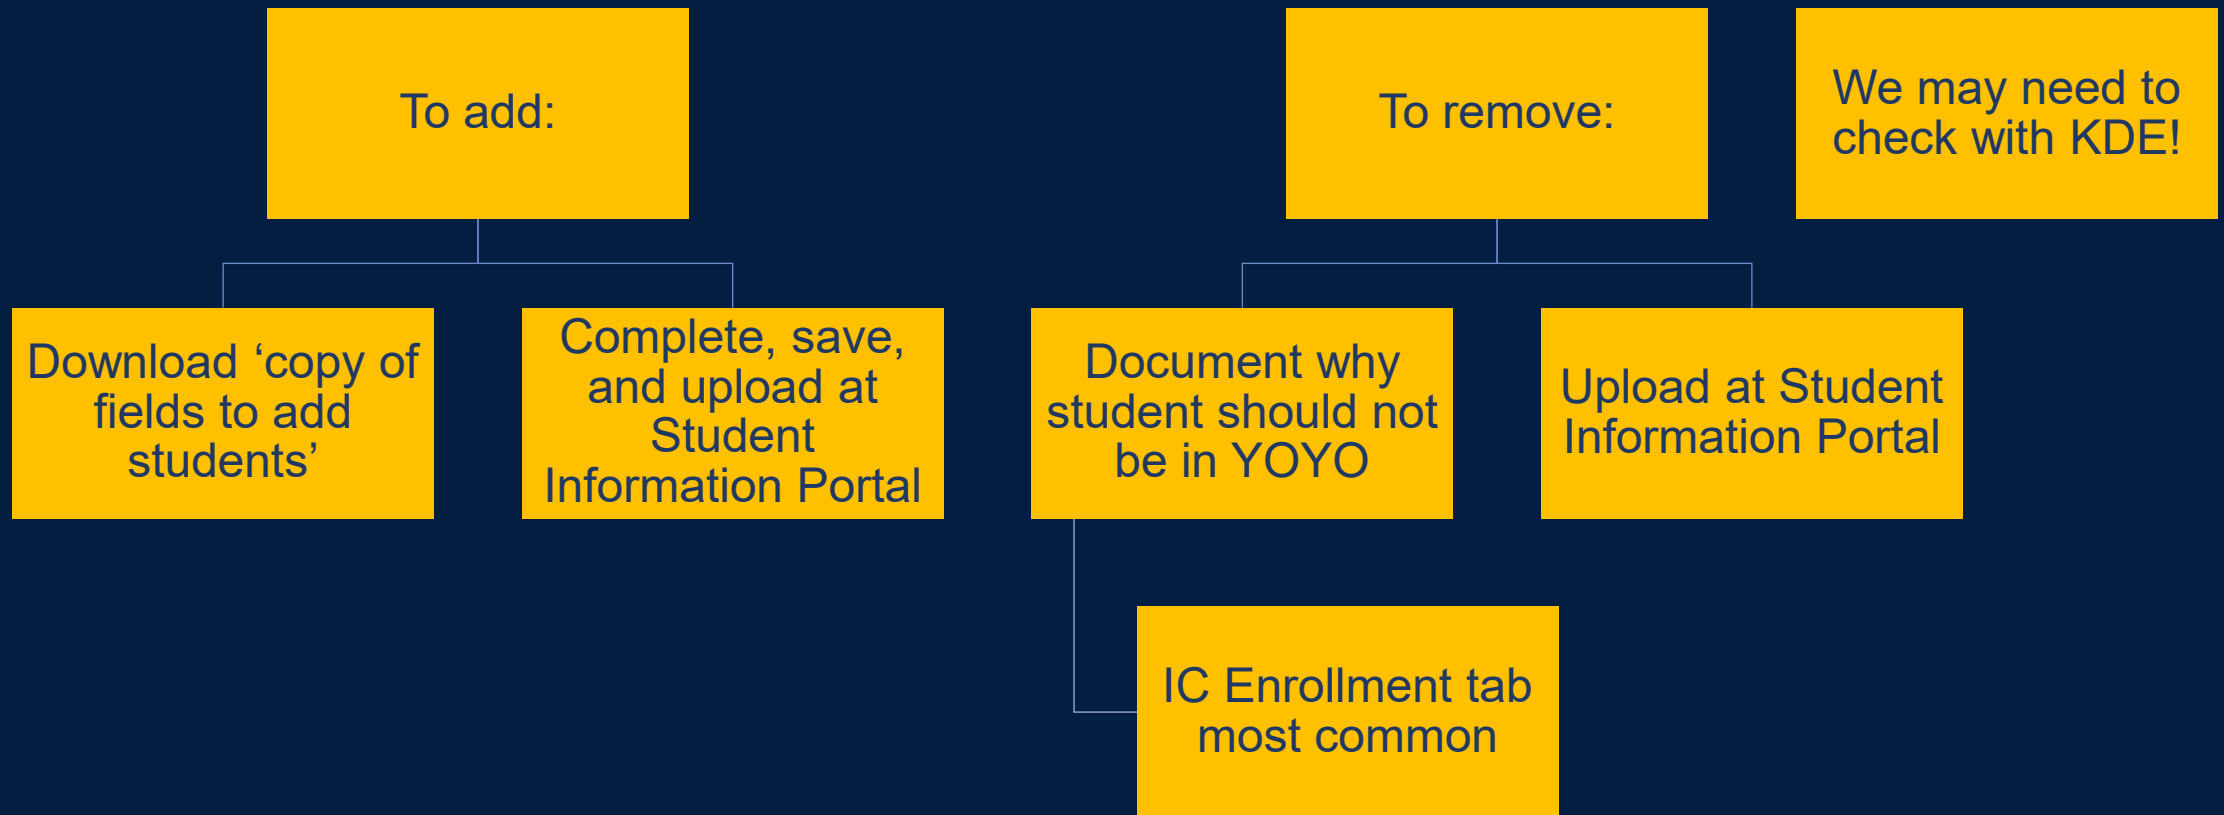 To add:
To remove:
We may need to
check with KDE!
Download ‘copy of
fields to add
students’
Complete, save,
and upload at
Student
Information Portal
Document why
student should not
be in YOYO
Upload at Student
Information Portal
IC Enrollment tab
most common